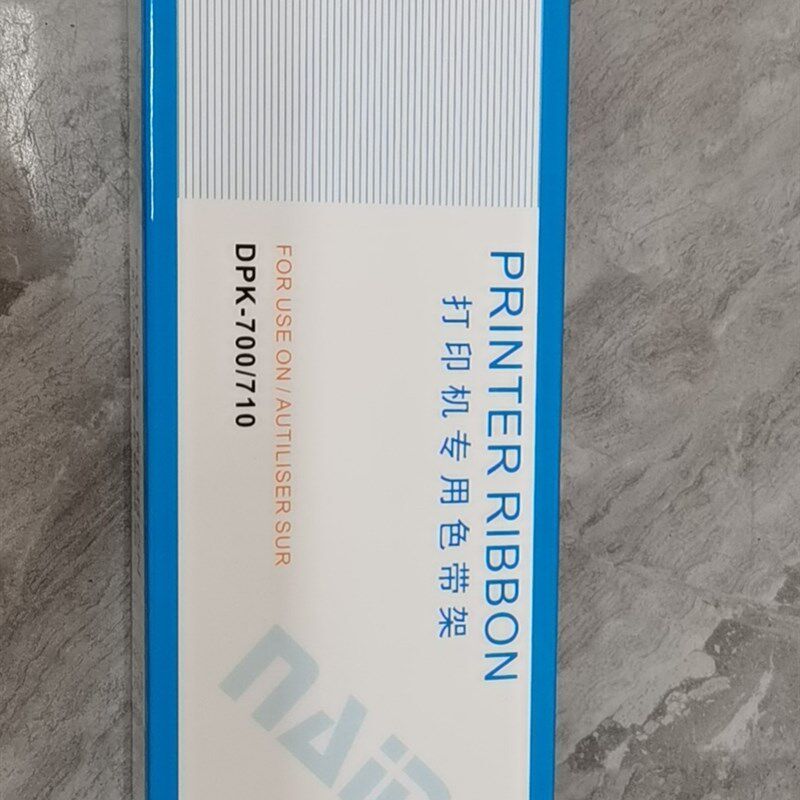 PRINTER RIBBON
打印机专用色带架
FOR USE ON / AUTILISER SUR
DPK-700/710